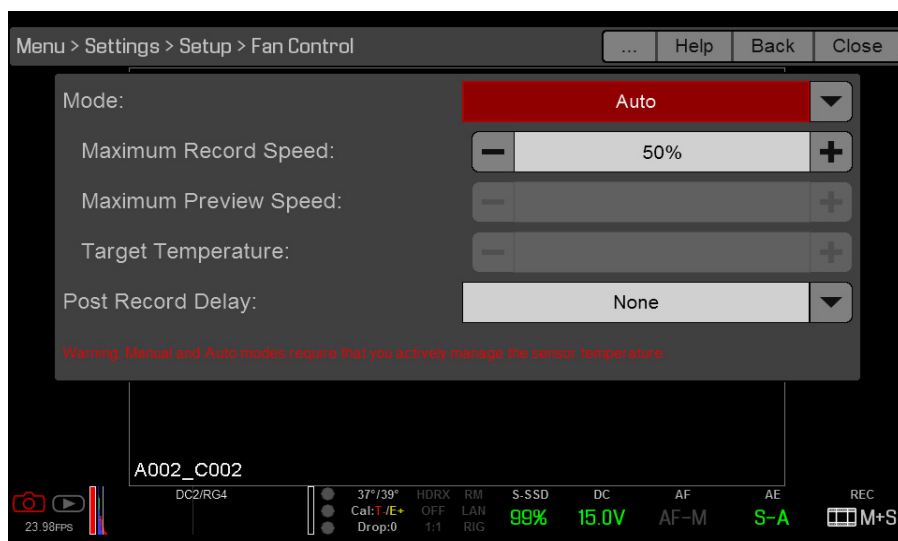 Menu > Settings > Setup > Fan Control ... Help Back Close
Mode: Auto
Maximum Record Speed: 50%
Maximum Preview Speed:
Target Temperature:
Post Record Delay: None
Warning: Manual and Auto modes require that you actively manage the sensor temperature.
A002_C002
DC2/RG4 37°/39° HDRX RM S-SSD DC AF AE REC
Cal:T-/E+ OFF LAN 99% 15.0V AF-M S-A M+S
23.98FPS Drop:0 1:1 RIG